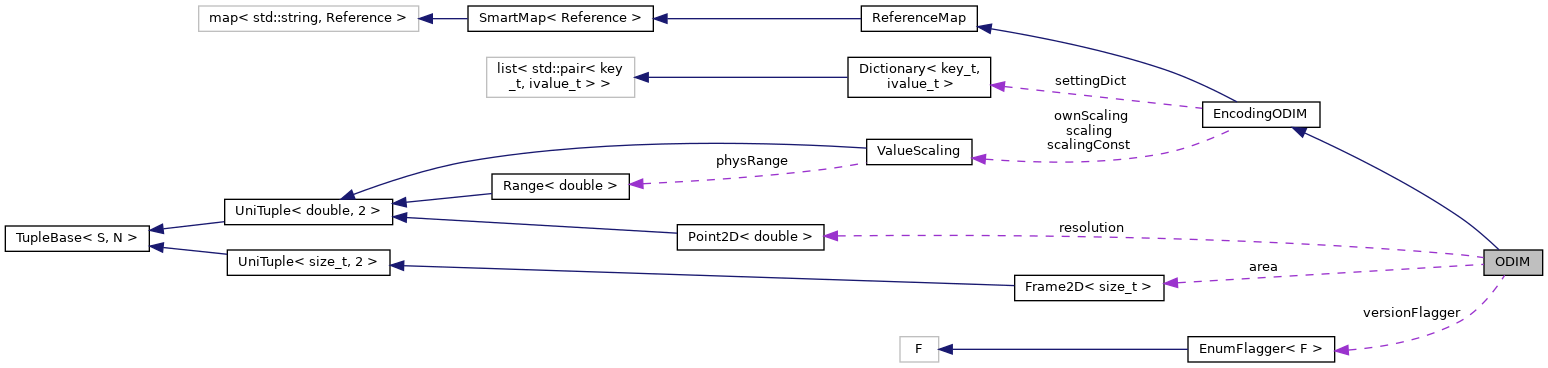 map< std::string, Reference >
SmartMap< Reference >
ReferenceMap
list< std::pair< key
_t, ivalue_t > >
Dictionary< key_t,
ivalue_t >
settingDict
EncodingODIM
ownScaling
scaling
scalingConst
ValueScaling
physRange
Range< double >
UniTuple< double, 2 >
TupleBase< S, N >
Point2D< double >
resolution
UniTuple< size_t, 2 >
ODIM
area
Frame2D< size_t >
versionFlagger
F
EnumFlagger< F >